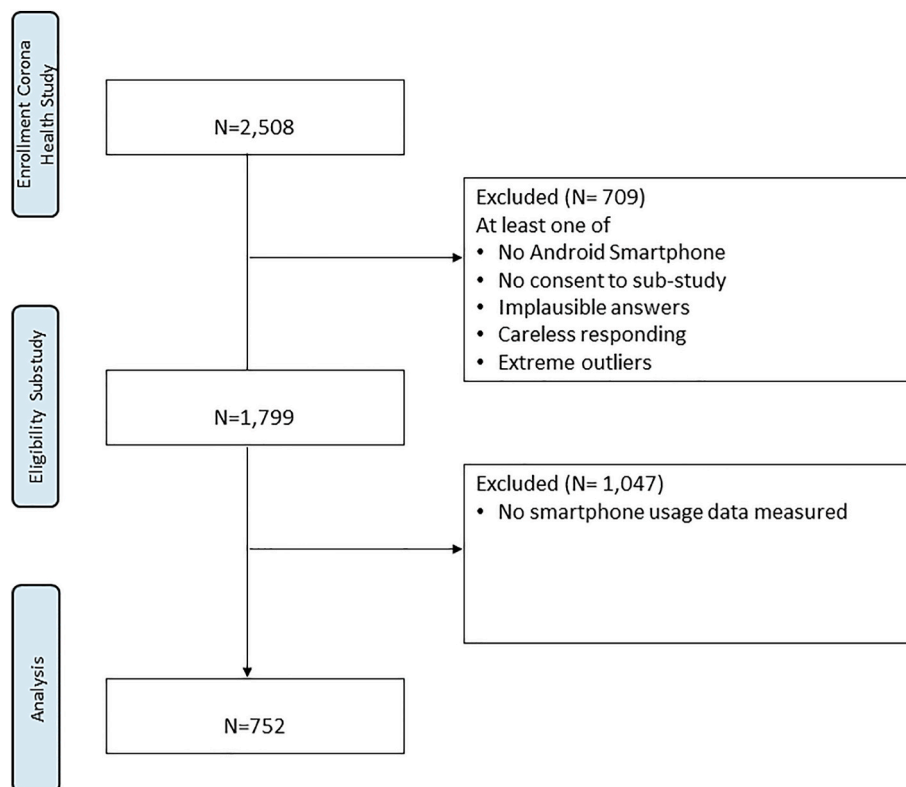 Enrollment Corona
Health Study
N=2,508
Excluded (N= 709)
At least one of
• No Android Smartphone
• No consent to sub-study
• Implausible answers
• Careless responding
• Extreme outliers
Eligibility Substudy
N=1,799
Excluded (N= 1,047)
• No smartphone usage data measured
Analysis
N=752